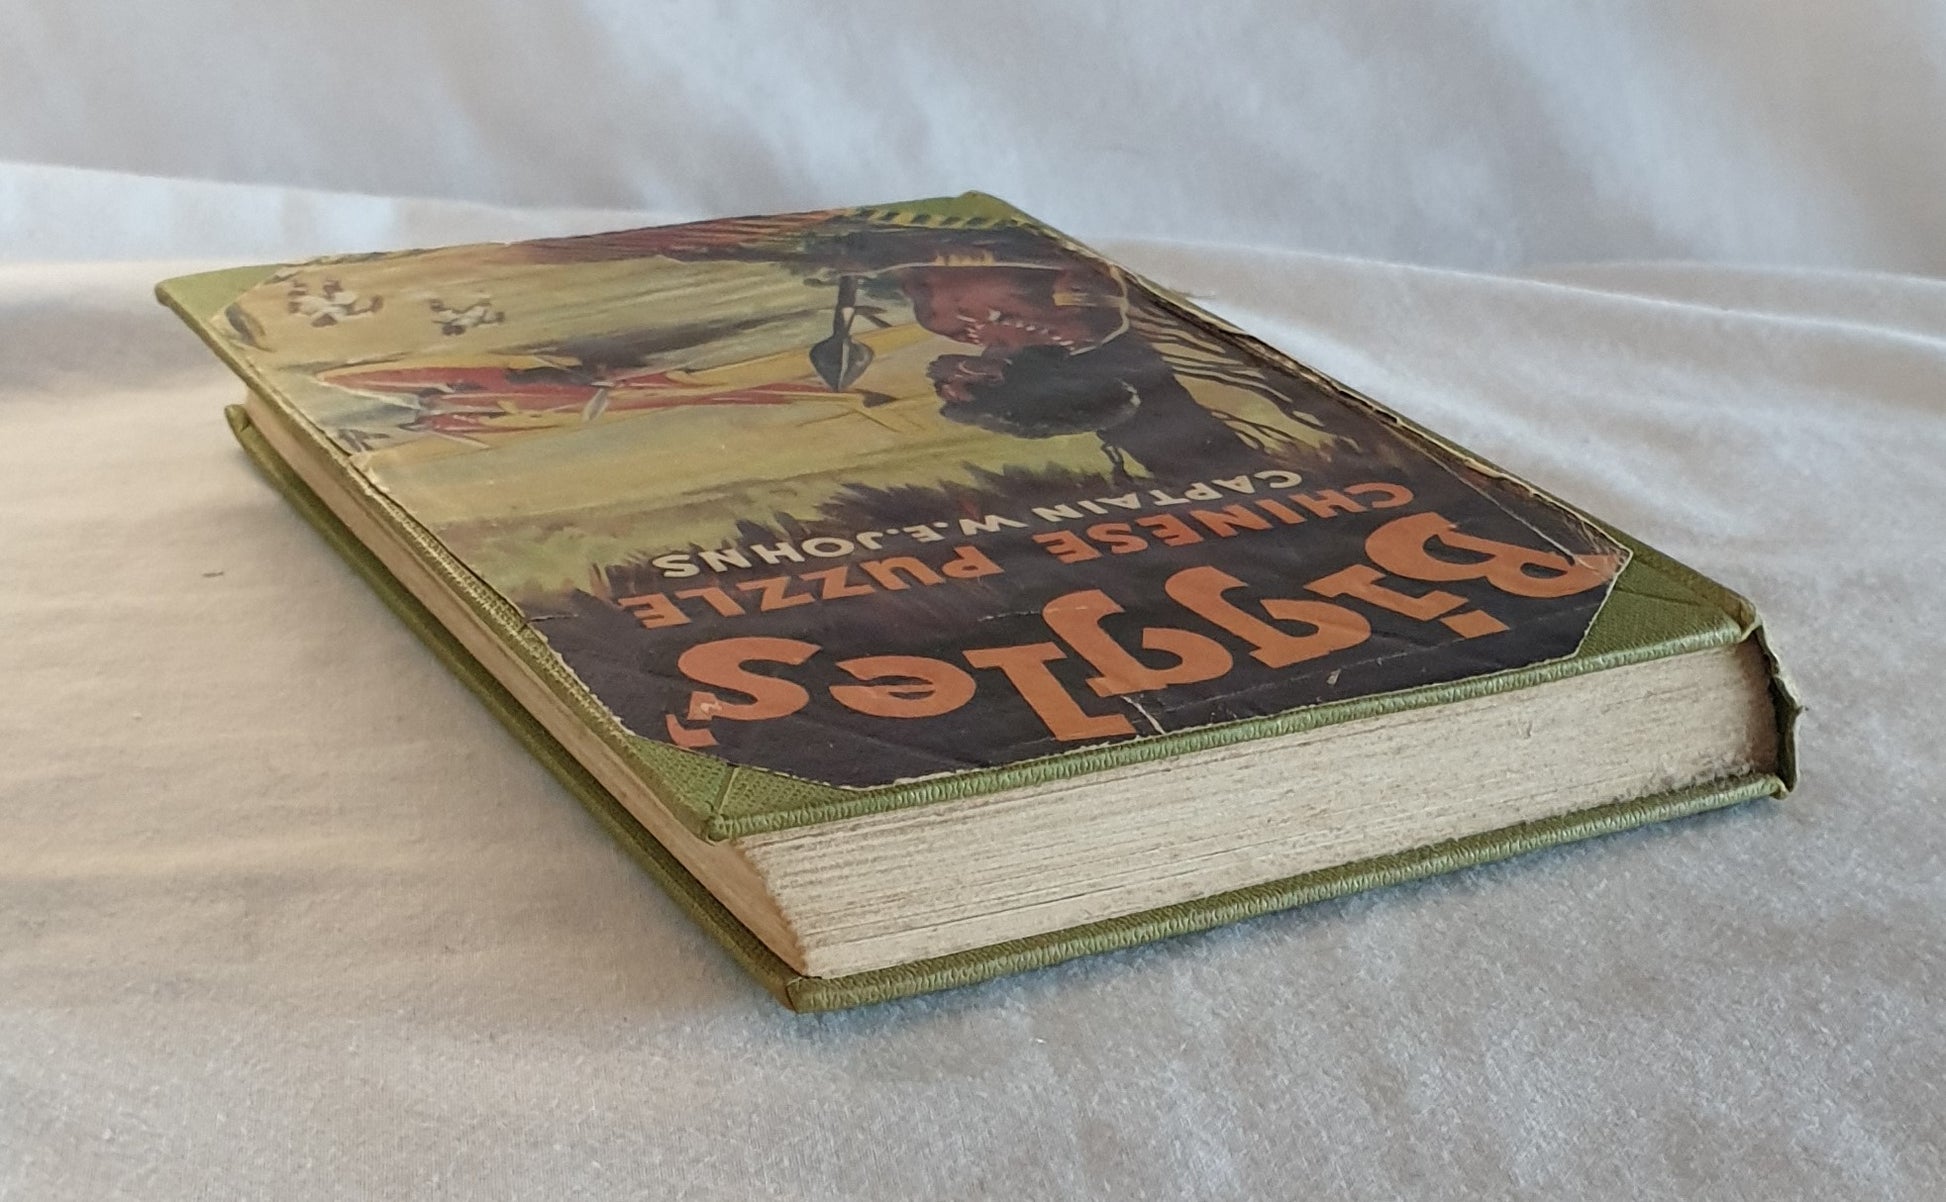 Biggles'
CHINESE PUZZLE
CAPTAIN W.E.JOHNS